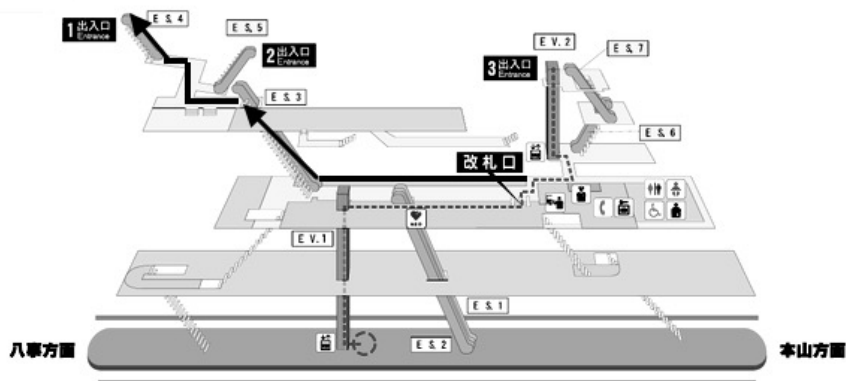 1 出入口
Entrance
E S. 4
E S. 5
2 出入口
Entrance
E S. 3
E V. 2
E S. 7
3 出入口
Entrance
E S. 6
改札口
E V. 1
E S. 1
E S. 2
八事方面
本山方面